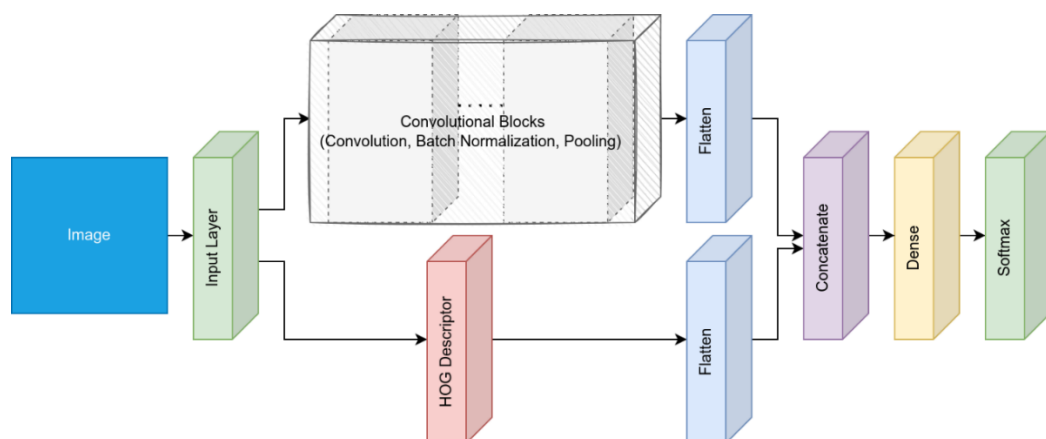 Image
Input Layer
.....
Convolutional Blocks
(Convolution, Batch Normalization, Pooling)
Flatten
HOG Descriptor
Flatten
Concatenate
Dense
Softmax